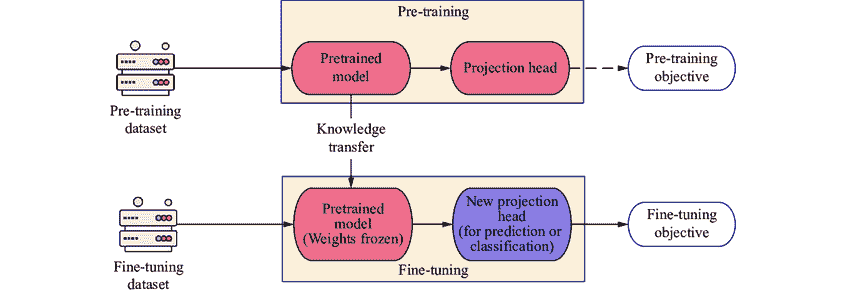 Pre-training
Pretrained
model
Projection head
Pre-training
objective
Pre-training
dataset
Knowledge
transfer
Pretrained
model
(Weights frozen)
New projection
head
(for prediction or
classification)
Fine-tuning
objective
Fine-tuning
dataset
Fine-tuning